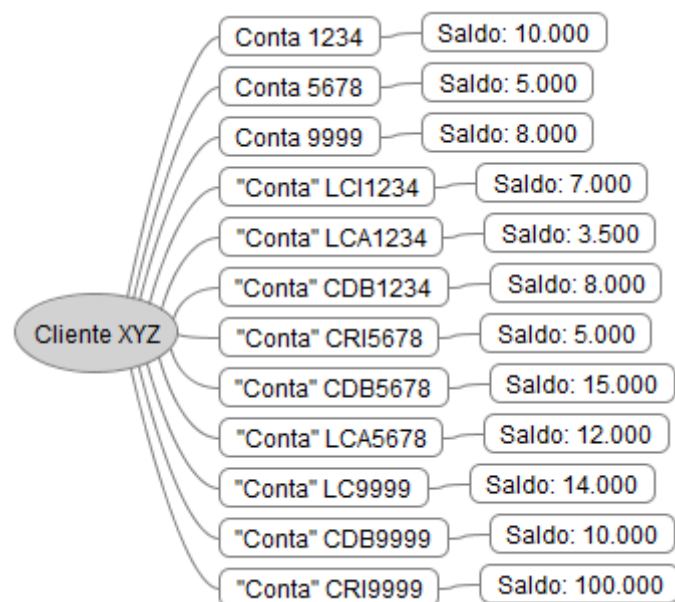 Conta 1234
Saldo: 10.000
Conta 5678
Saldo: 5.000
Conta 9999
Saldo: 8.000
"Conta" LCI1234
Saldo: 7.000
"Conta" LCA1234
Saldo: 3.500
"Conta" CDB1234
Saldo: 8.000
Cliente XYZ
"Conta" CRI5678
Saldo: 5.000
"Conta" CDB5678
Saldo: 15.000
"Conta" LCA5678
Saldo: 12.000
"Conta" LC9999
Saldo: 14.000
"Conta" CDB9999
Saldo: 10.000
"Conta" CRI9999
Saldo: 100.000